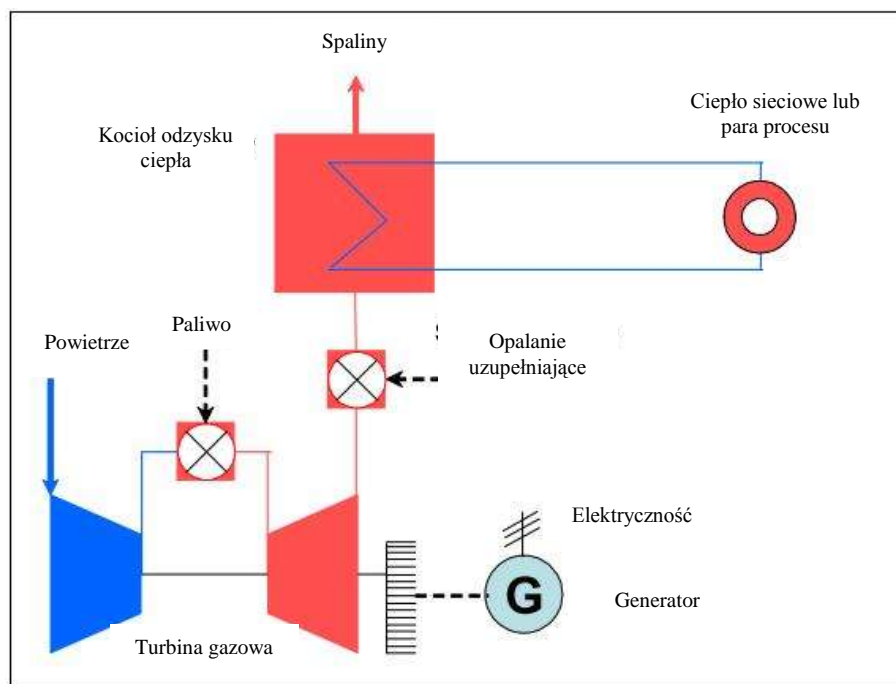 Spaliny
Ciepło sieciowe lub
para procesu
Kocioł odzysku
ciepła
Paliwo
Powietrze
Opalanie
uzupełniające
Elektryczność
G
Generator
Turbina gazowa